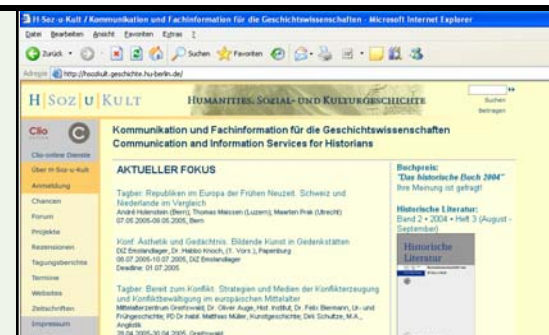 H-Soz-u-Kult / Kommunikation und Fachinformation für die Geschichtswissenschaften - Microsoft Internet Explorer
Datei Bearbeiten Ansicht Favoriten Extras ?
Zurück Suchen Favoriten
Adresse http://hsozkult.geschichte.hu-berlin.de/
H|SOZ|U|KULT HUMANITIES. SOZIAL- UND KULTURGESCHICHTE
Suchen
Beitragen
Clio C
Clio-online Dienste
Über H-Soz-u-Kult
Anmeldung
Chancen
Forum
Projekte
Rezensionen
Tagungsberichte
Termine
Websites
Zeitschriften
Impressum
Kommunikation und Fachinformation für die Geschichtswissenschaften
Communication and Information Services for Historians
AKTUELLER FOKUS
Tagber: Republiken im Europa der Frühen Neuzeit. Schweiz und
Niederlande im Vergleich
André Holenstein (Bern); Thomas Maissen (Luzern); Maarten Prak (Utrecht)
07.05.2005-09.05.2005, Bern
Konf: Ästhetik und Gedächtnis. Bildende Kunst in Gedenkstätten
DIZ Emslandlager, Dr. Habbo Knoch, (1. Vors.), Papenburg
08.07.2005-10.07.2005, DIZ Emslandlager
Deadline: 01.07.2005
Tagber: Bereit zum Konflikt. Strategien und Medien der Konflikterzeugung
und Konfliktbewältigung im europäischen Mittelalter
Mittelalterzentrum Greifswald; Dr. Oliver Auge, Hist. Institut; Dr. Felix Biermann, Ur- und
Frühgeschichte; PD Dr. habil. Matthias Müller, Kunstgeschichte; Dirk Schultze, M.A.,
Anglistik
28.04.2005-30.04.2005, Greifswald
Buchpreis:
"Das historische Buch 2004"
Ihre Meinung ist gefragt!
Historische Literatur:
Band 2 • 2004 • Heft 3 (August -
September)
Historische
Literatur